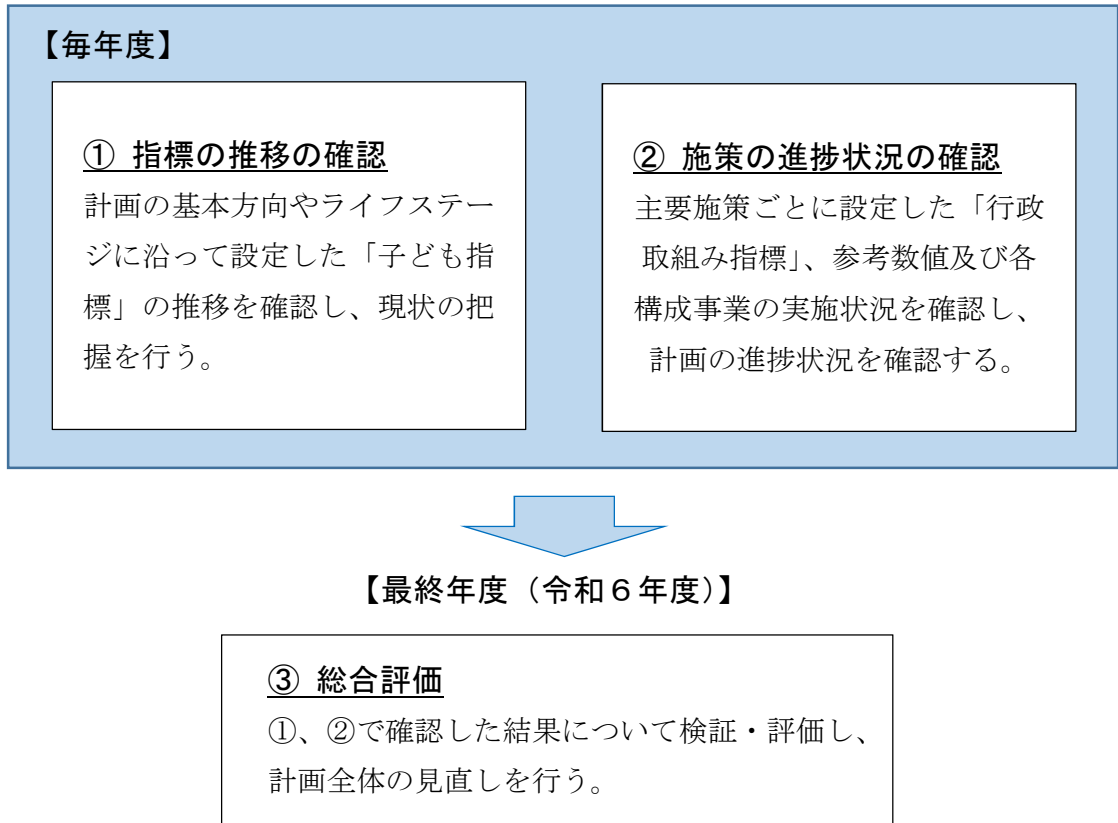 【毎年度】
① 指標の推移の確認
計画の基本方向やライフステー
ジに沿って設定した「子ども指
標」の推移を確認し、現状の把
握を行う。
② 施策の進捗状況の確認
主要施策ごとに設定した「行政
取組み指標」、参考数値及び各
構成事業の実施状況を確認し、
計画の進捗状況を確認する。
【最終年度（令和６年度）】
③ 総合評価
①、②で確認した結果について検証・評価し、
計画全体の見直しを行う。